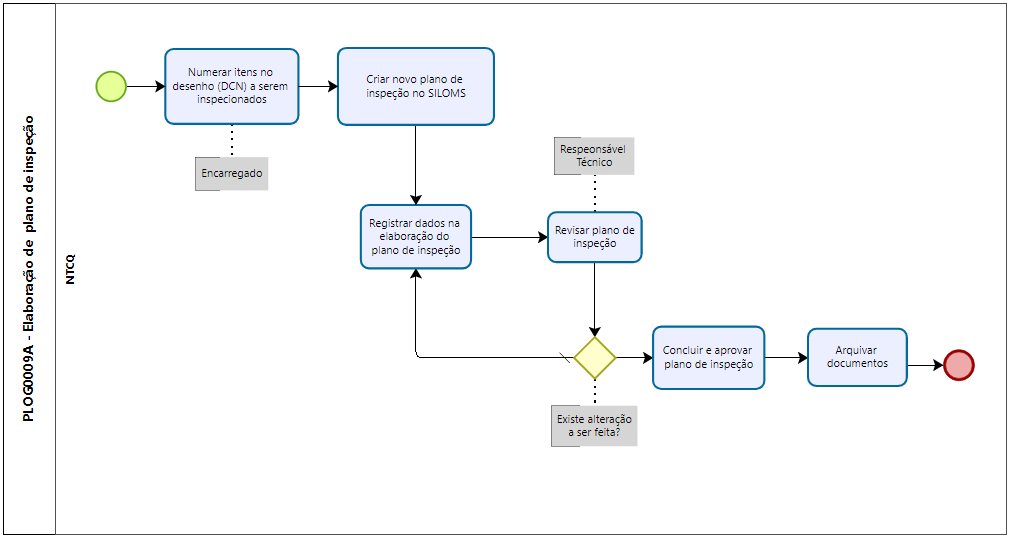 PLOG0009A - Elaboração de plano de inspeção
NTCQ
Numerar itens no
desenho (DCN) a serem
inspecionados
Criar novo plano de
inspeção no SILOMS
Encarregado
Respeonsável
Técnico
Registrar dados na
elaboração do
plano de inspeção
Revisar plano de
inspeção
Concluir e aprovar
plano de inspeção
Arquivar
documentos
Existe alteração
a ser feita?